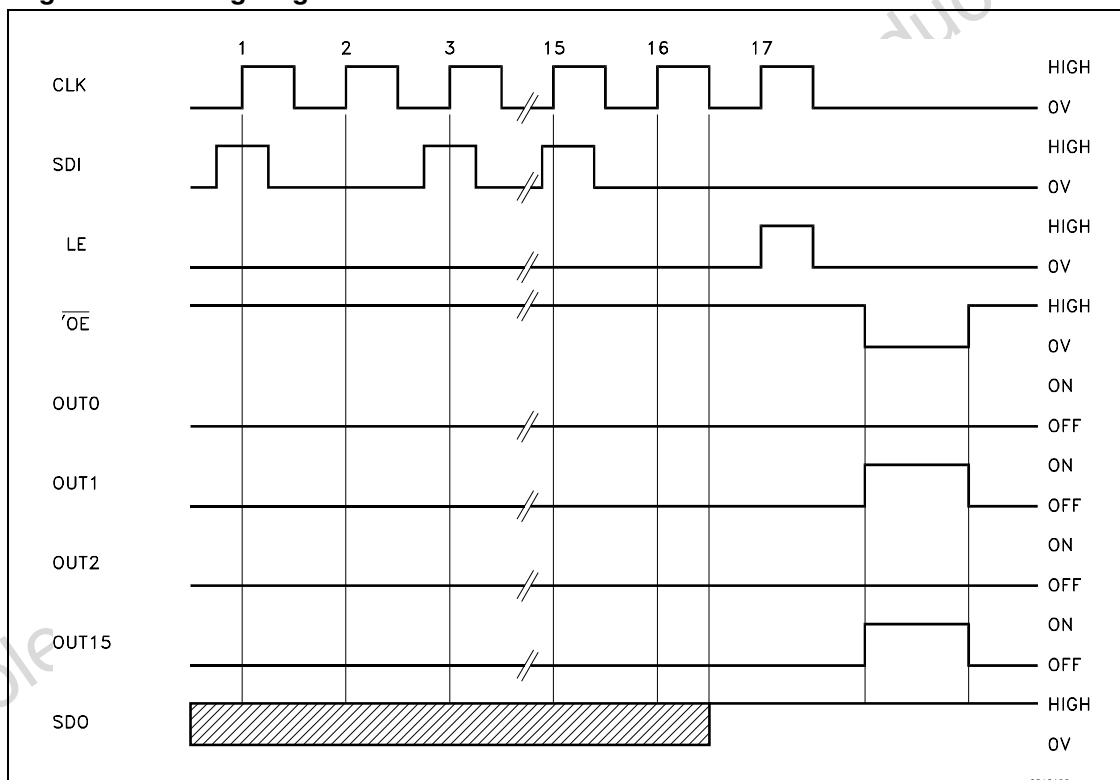 1 2 3 15 16 17
CLK HIGH
0V
SDI HIGH
0V
LE HIGH
0V
OE HIGH
0V
OUT0 ON
OFF
OUT1 ON
OFF
OUT2 ON
OFF
OUT15 ON
OFF
SDO HIGH
0V